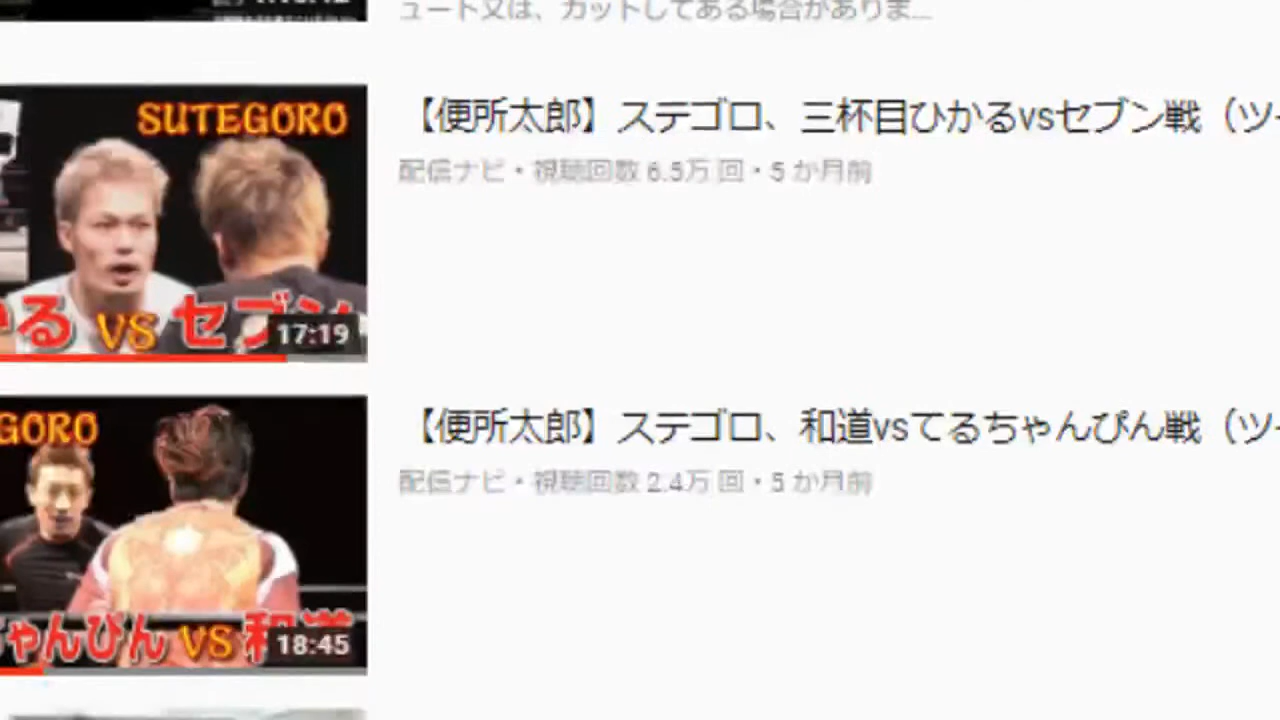 ュート又は、カットしてある場合がありま...
SUTEGORO
【便所太郎】ステゴロ、三杯目ひかるvsセブン戦（ツ
配信ナビ・視聴回数 6.5万 回・5 か月前
かる VS セブン
17:19
GORO
【便所太郎】ステゴロ、和道vsてるちゃんぴん戦（ツ
配信ナビ・視聴回数 2.4万 回・5 か月前
ゃんぴん VS 和道
18:45